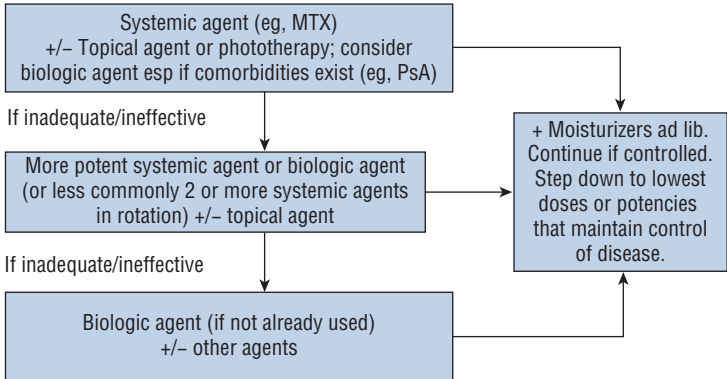 Systemic agent (eg, MTX)
+/− Topical agent or phototherapy; consider
biologic agent esp if comorbidities exist (eg, PsA)
If inadequate/ineffective
More potent systemic agent or biologic agent
(or less commonly 2 or more systemic agents
in rotation) +/− topical agent
If inadequate/ineffective
Biologic agent (if not already used)
+/− other agents
+ Moisturizers ad lib.
Continue if controlled.
Step down to lowest
doses or potencies
that maintain control
of disease.